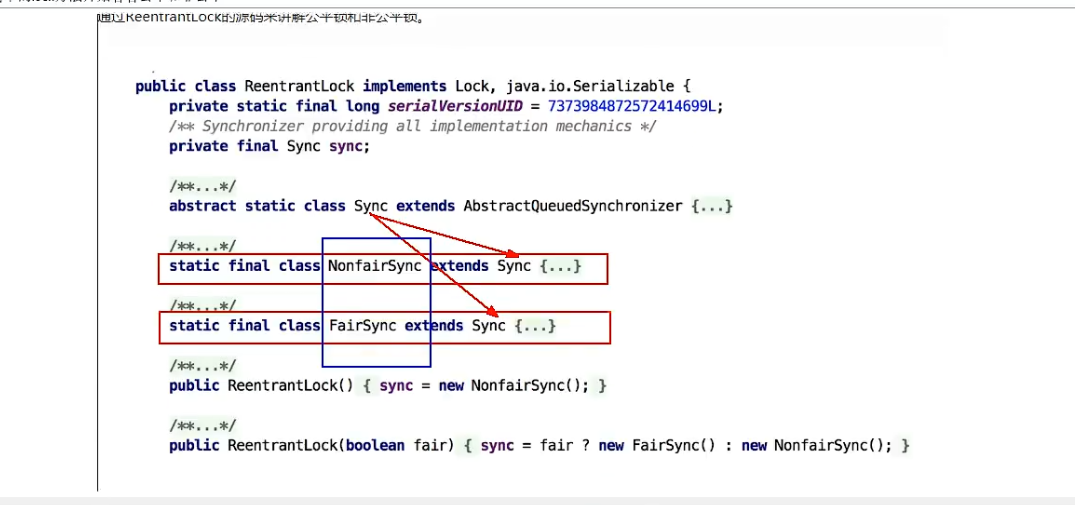 通过ReentrantLock的源码来讲解公平锁和非公平锁。
public class ReentrantLock implements Lock, java.io.Serializable {
private static final long serialVersionUID = 7373984872572414699L;
/** Synchronizer providing all implementation mechanics */
private final Sync sync;
/**...*/
abstract static class Sync extends AbstractQueuedSynchronizer {...}
/**...*/
static final class NonfairSync extends Sync {...}
/**...*/
static final class FairSync extends Sync {...}
/**...*/
public ReentrantLock() { sync = new NonfairSync(); }
/**...*/
public ReentrantLock(boolean fair) { sync = fair ? new FairSync() : new NonfairSync(); }